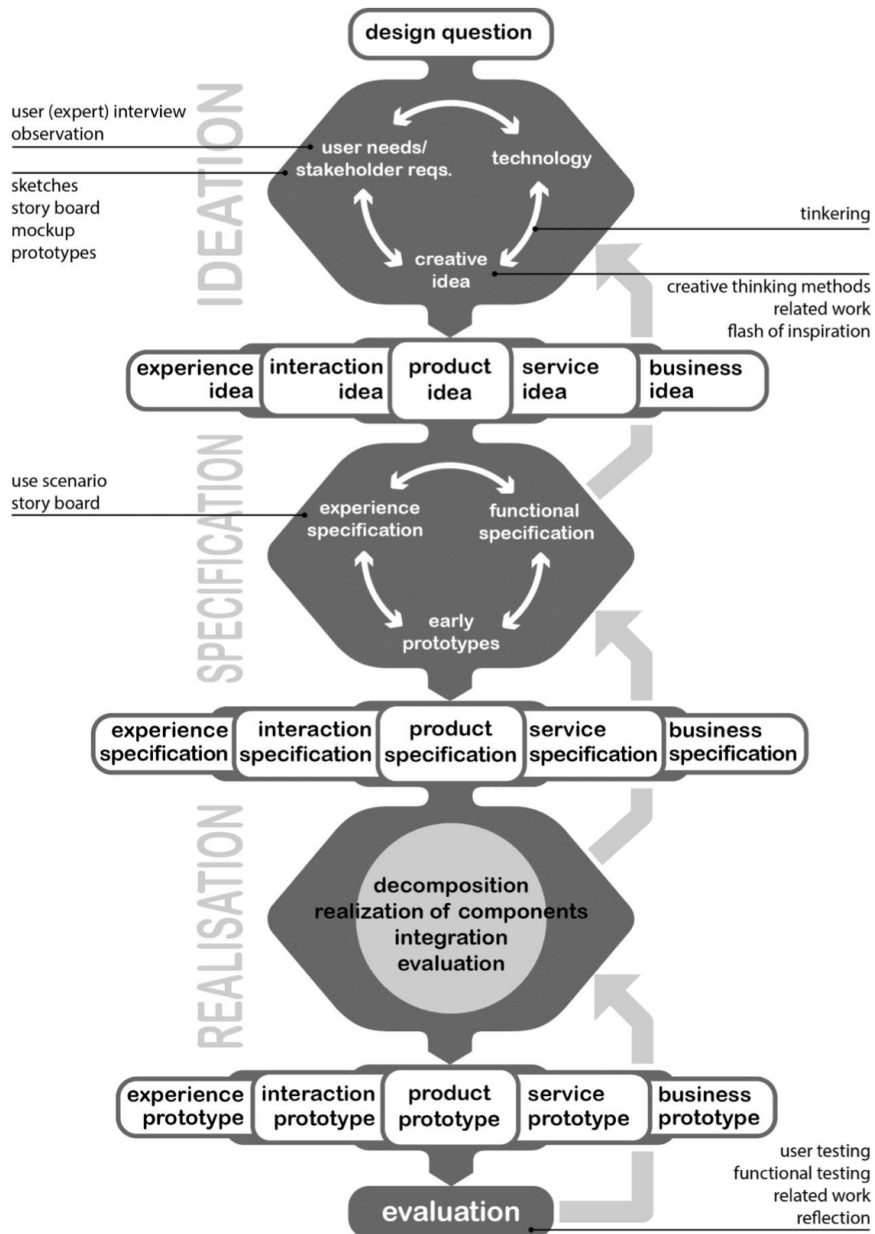 design question
IDEATION
user (expert) interview
observation
sketches
story board
mockup
prototypes
user needs/
stakeholder reqs.
technology
creative
idea
tinkering
creative thinking methods
related work
flash of inspiration
experience
idea
interaction
idea
product
idea
service
idea
business
idea
SPECIFICATION
use scenario
story board
experience
specification
functional
specification
early
prototypes
experience
specification
interaction
specification
product
specification
service
specification
business
specification
REALISATION
decomposition
realization of components
integration
evaluation
experience
prototype
interaction
prototype
product
prototype
service
prototype
business
prototype
evaluation
user testing
functional testing
related work
reflection